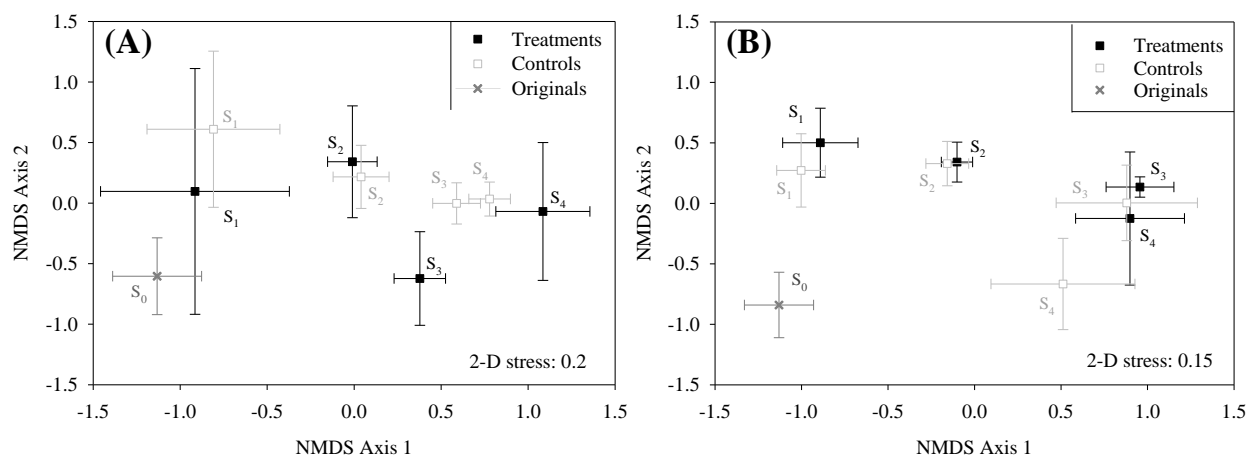 (A)
Treatments
Controls
Originals
1.5
1.0
0.5
0.0
-0.5
-1.0
-1.5
NMDS Axis 2
S1
S1
S2
S2
S3
S4
S4
S3
S0
2-D stress: 0.2
-1.5 -1.0 -0.5 0.0 0.5 1.0 1.5
NMDS Axis 1
(B)
Treatments
Controls
Originals
1.5
1.0
0.5
0.0
-0.5
-1.0
-1.5
NMDS Axis 2
S1
S1
S2
S2
S3
S3
S4
S4
S0
2-D stress: 0.15
-1.5 -1.0 -0.5 0.0 0.5 1.0 1.5
NMDS Axis 1